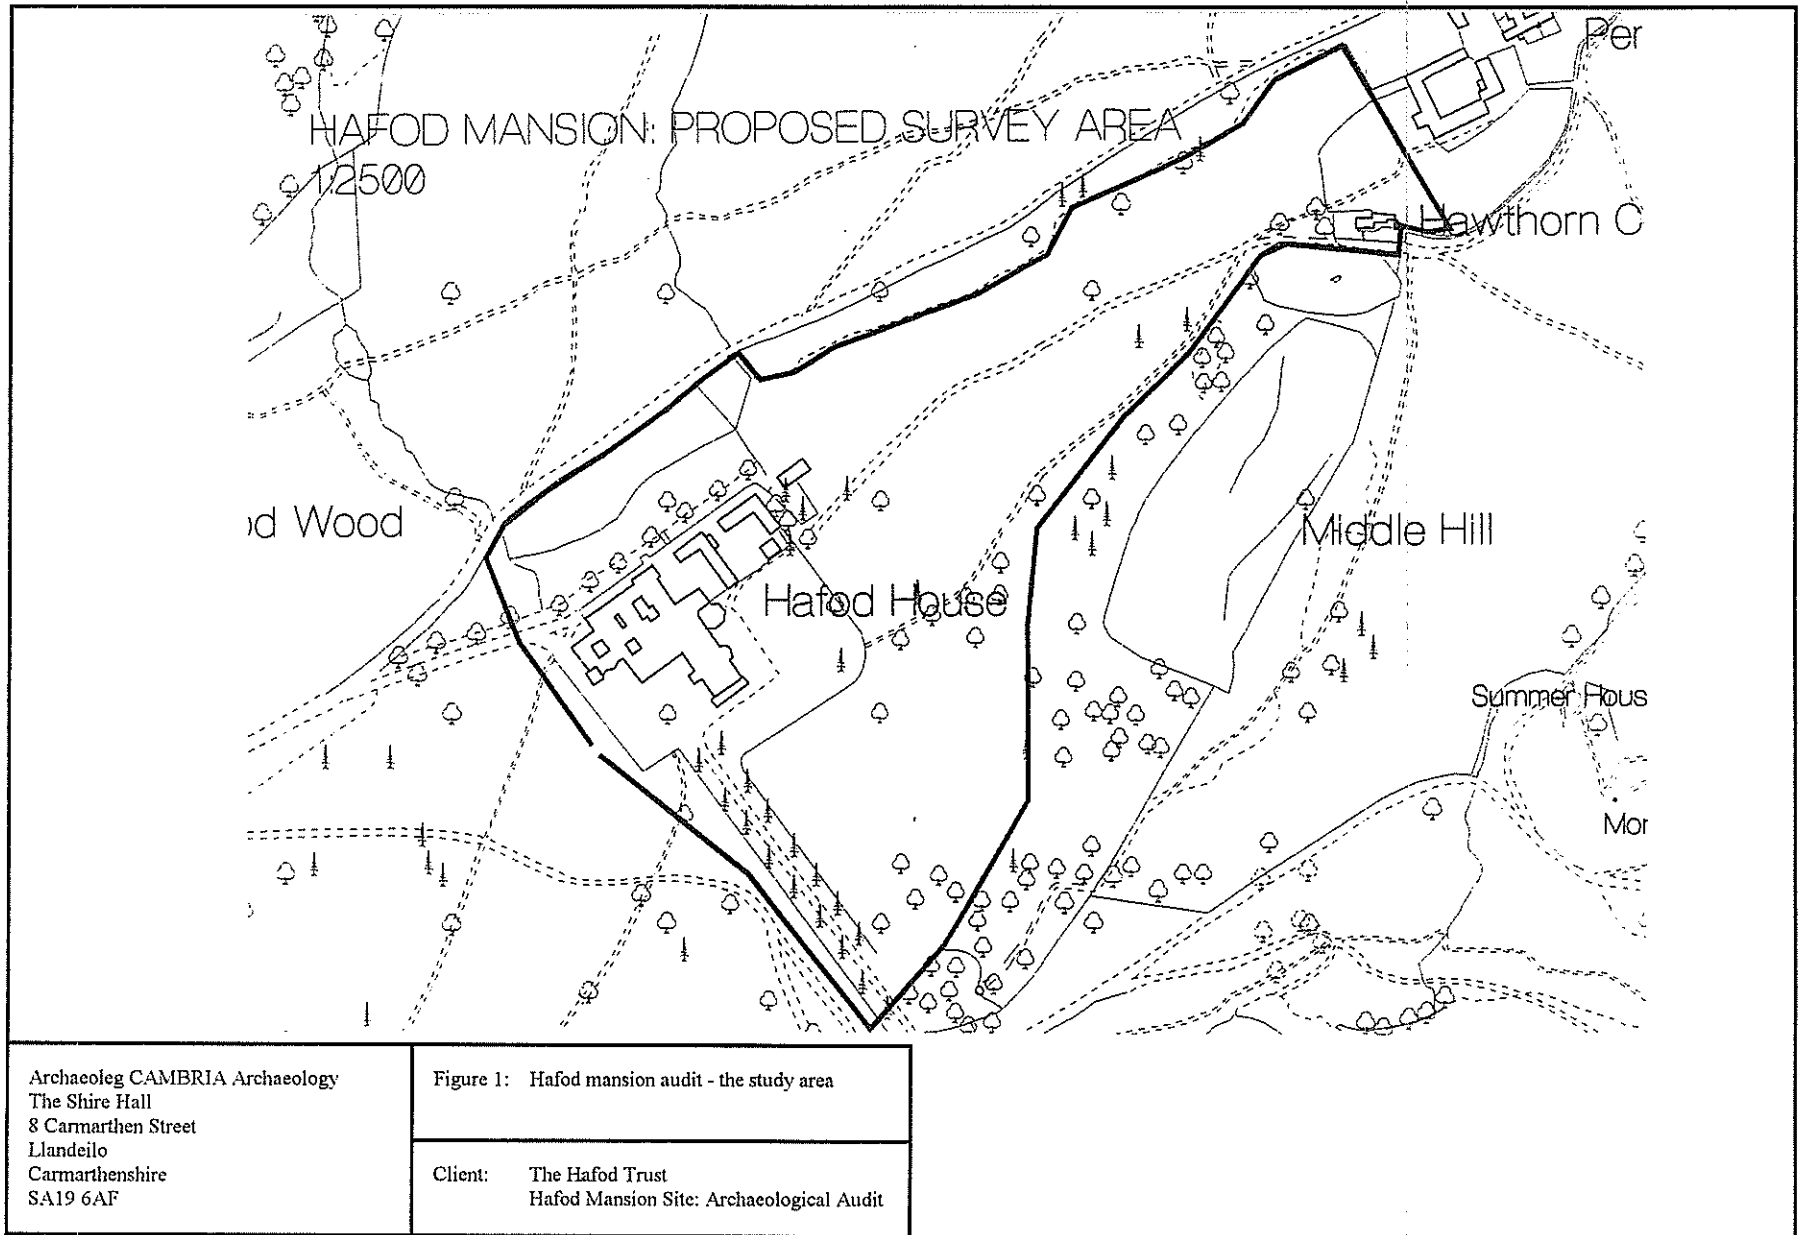 Per
HAFOD MANSION: PROPOSED SURVEY AREA
1:2500
Hawthorn C
od Wood
Middle Hill
Hafod House
Summer Hous
Mor
Archaeoleg CAMBRIA Archaeology
The Shire Hall
8 Carmarthen Street
Llandeilo
Carmarthenshire
SA19 6AF
Figure 1: Hafod mansion audit - the study area
Client: The Hafod Trust
Hafod Mansion Site: Archaeological Audit